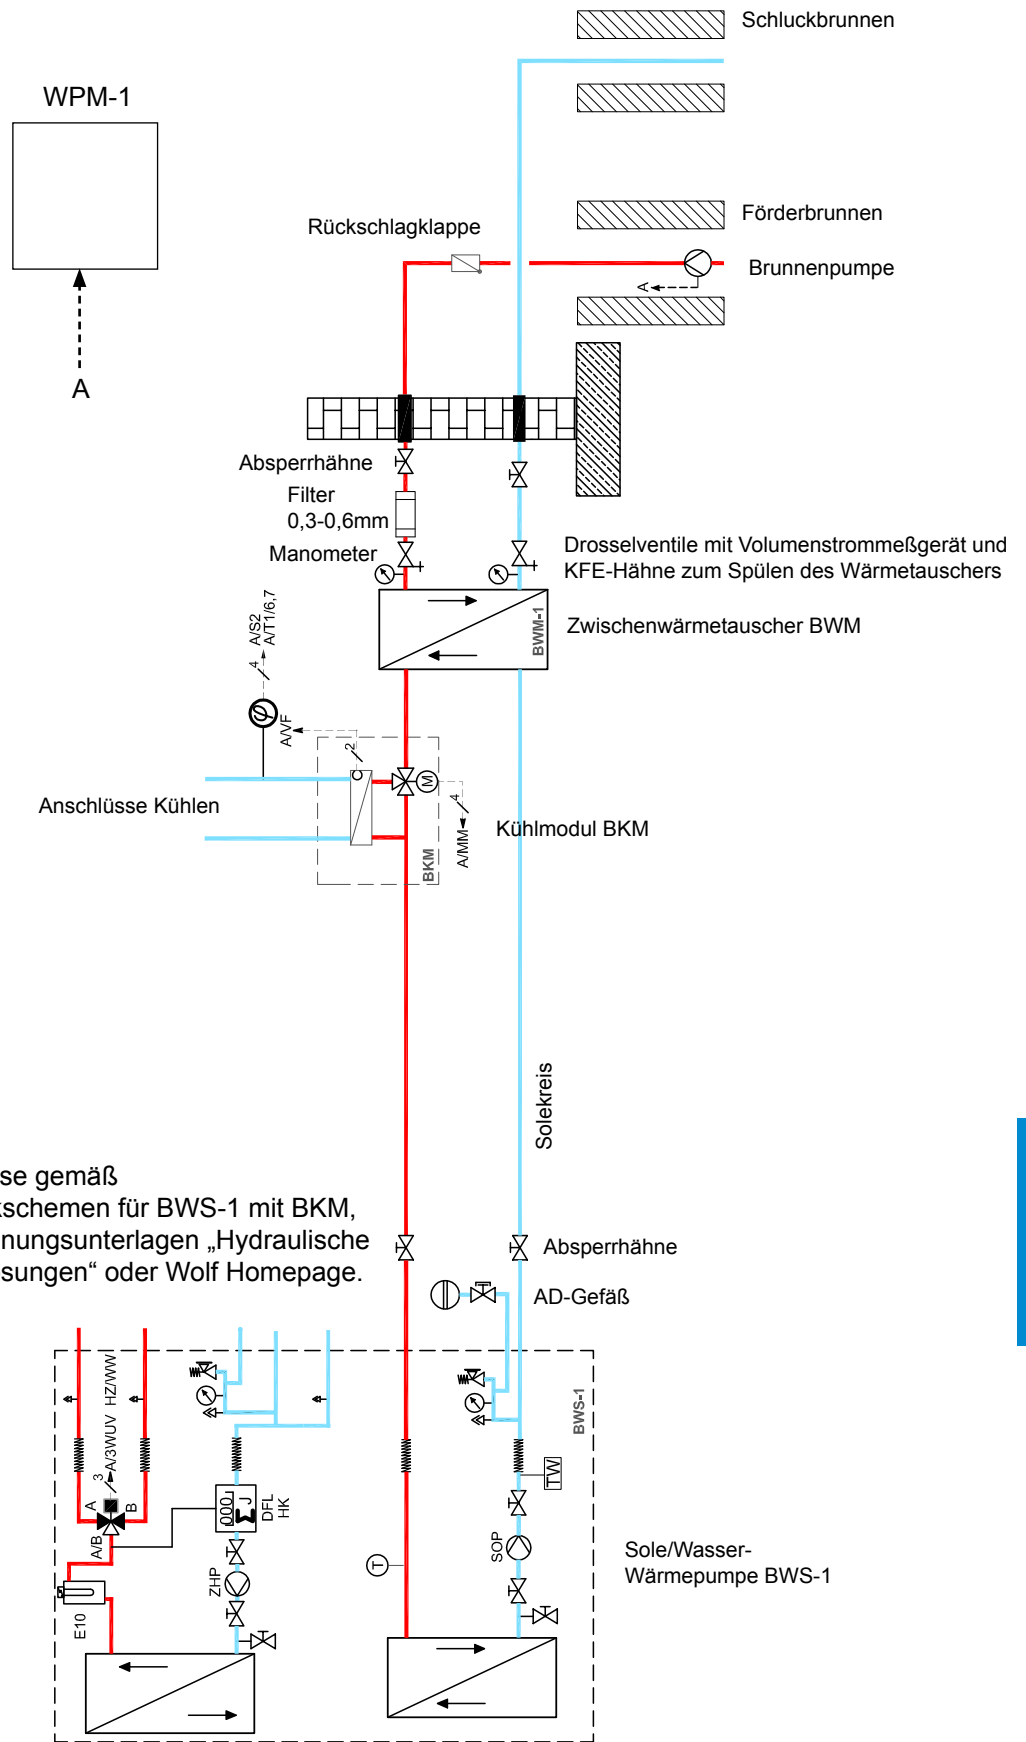 Schluckbrunnen
WPM-1
Förderbrunnen
Rückschlagklappe
Brunnenpumpe
A
A
Absperrhähne
Filter
0,3-0,6mm
Manometer
Drosselventile mit Volumenstrommeßgerät und
KFE-Hähne zum Spülen des Wärmetauschers
BWM-1
Zwischenwärmetauscher BWM
A/S2
A/T1/6,7
4
φ
A/VF
2
M
4
A/MM
Anschlüsse Kühlen
Kühlmodul BKM
BKM
Solekreis
se gemäß
kschemen für BWS-1 mit BKM,
nungsunterlagen „Hydraulische
sungen“ oder Wolf Homepage.
Absperrhähne
AD-Gefäß
BWS-1
A/3WUV HZ/WW
3
A
B
A/B
000
J
Σ
DFL
HK
TW
SOP
ZHP
T
E10
Sole/Wasser-
Wärmepumpe BWS-1